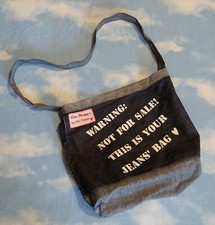 WARNING:
NOT FOR SALE!
THIS IS YOUR
JEANS' BAG ♥